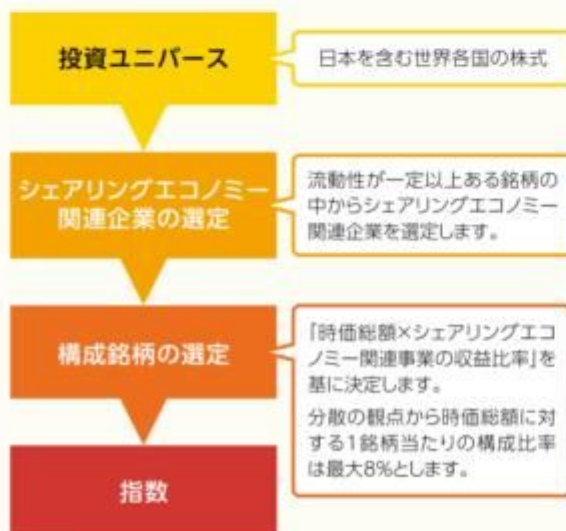 投資ユニバース
日本を含む世界各国の株式
シェアリングエコノミー
関連企業の選定
流動性が一定以上ある銘柄の
中からシェアリングエコノミー
関連企業を選定します。
構成銘柄の選定
「時価総額×シェアリングエコ
ノミー関連事業の収益比率」を
基に決定します。
分散の観点から時価総額に対
する1銘柄当たりの構成比率
は最大8%とします。
指数